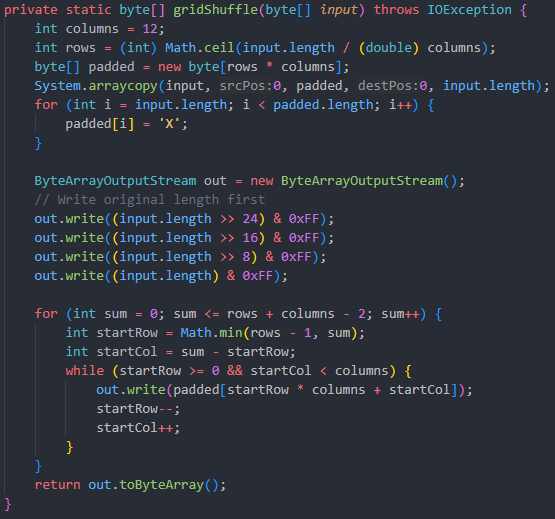 private static byte[] gridShuffle(byte[] input) throws IOException {
    int columns = 12;
    int rows = (int) Math.ceil(input.length / (double) columns);
    byte[] padded = new byte[rows * columns];
    System.arraycopy(input, srcPos:0, padded, destPos:0, input.length);
    for (int i = input.length; i < padded.length; i++) {
        padded[i] = 'X';
    }

    ByteArrayOutputStream out = new ByteArrayOutputStream();
    // Write original length first
    out.write((input.length >> 24) & 0xFF);
    out.write((input.length >> 16) & 0xFF);
    out.write((input.length >> 8) & 0xFF);
    out.write((input.length) & 0xFF);

    for (int sum = 0; sum <= rows + columns - 2; sum++) {
        int startRow = Math.min(rows - 1, sum);
        int startCol = sum - startRow;
        while (startRow >= 0 && startCol < columns) {
            out.write(padded[startRow * columns + startCol]);
            startRow--;
            startCol++;
        }
    }
    return out.toByteArray();
}